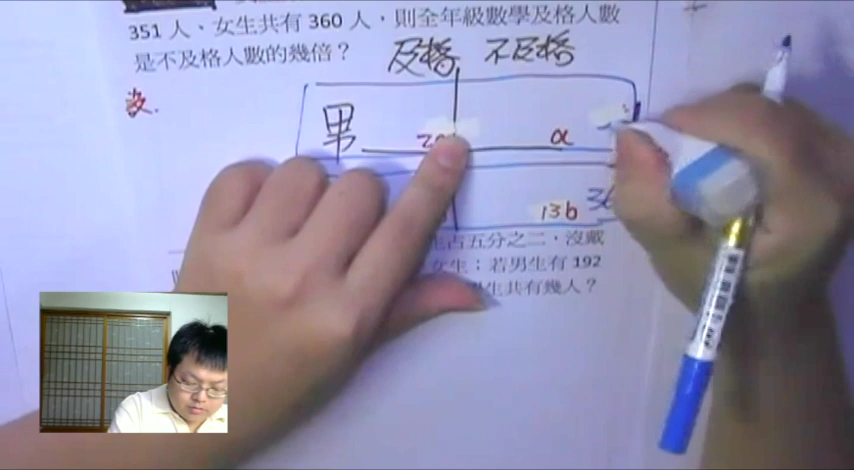 351 人、女生共有 360 人，則全年級數學及格人數
是不及格人數的幾倍？
及格 不及格
男
a
13b
生占五分之二，沒戴
女生；若男生有 192
生共有幾人？